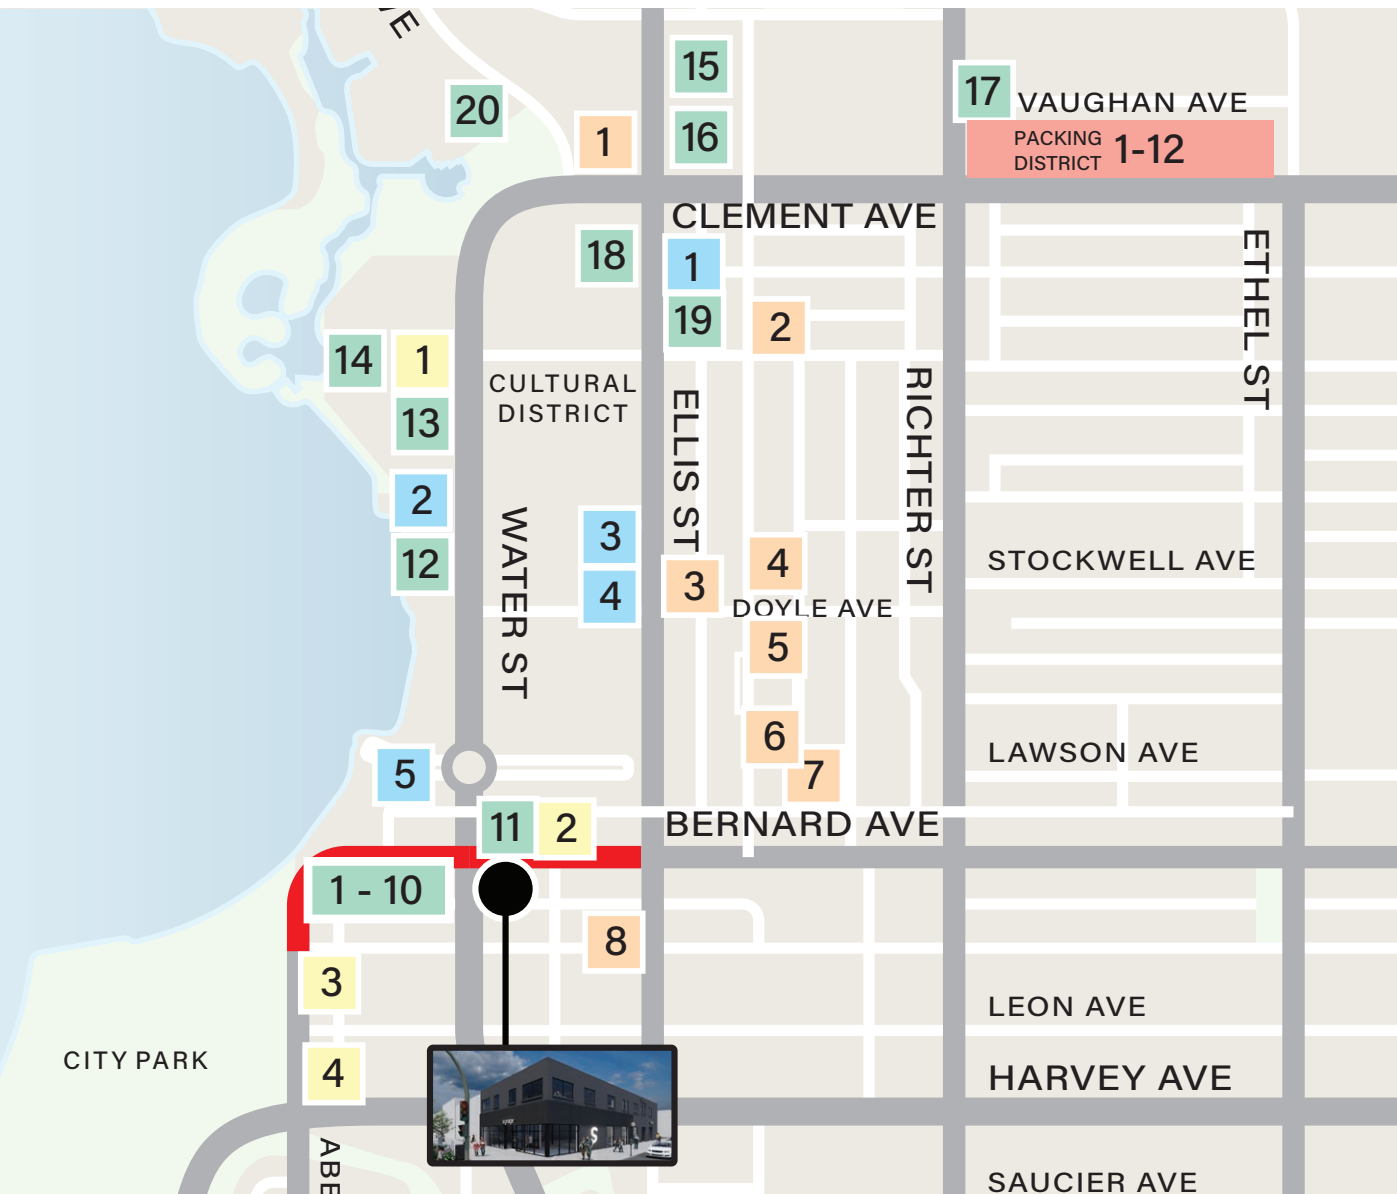 VE
15
20
16
1
17
VAUGHAN AVE
PACKING
DISTRICT
1-12
CLEMENT AVE
18
1
19
2
ETHEL ST
14
1
13
CULTURAL
DISTRICT
ELLIS ST
RICHTER ST
2
12
WATER ST
3
4
3
4
STOCKWELL AVE
DOYLE AVE
5
6
7
LAWSON AVE
5
11
2
BERNARD AVE
1 - 10
8
3
LEON AVE
CITY PARK
4
HARVEY AVE
ABE
S
SAUCIER AVE